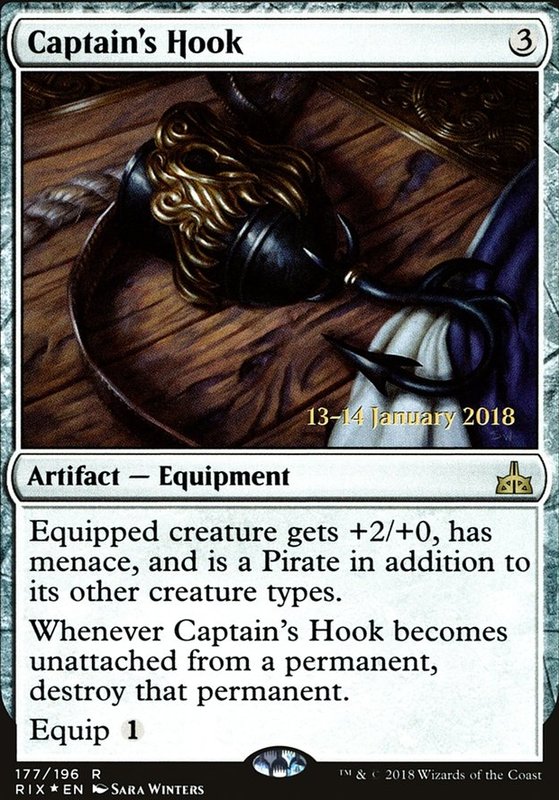 Captain's Hook 3
13–14 January 2018
Artifact — Equipment
Equipped creature gets +2/+0, has
menace, and is a Pirate in addition to
its other creature types.
Whenever Captain's Hook becomes
unattached from a permanent,
destroy that permanent.
Equip 1
177/196 R
RIX★EN Sara Winters
™ & © 2018 Wizards of the Coast